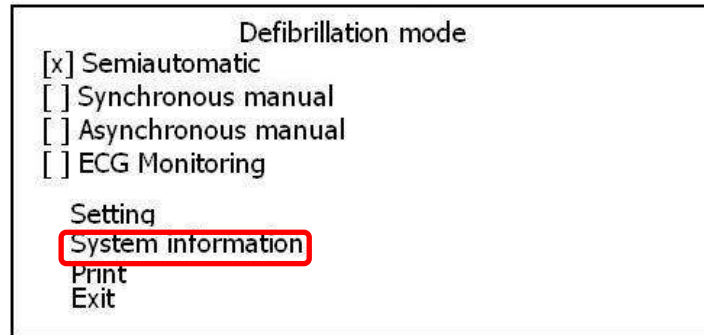 Defibrillation mode
[x] Semiautomatic
[ ] Synchronous manual
[ ] Asynchronous manual
[ ] ECG Monitoring
Setting
System information
Print
Exit